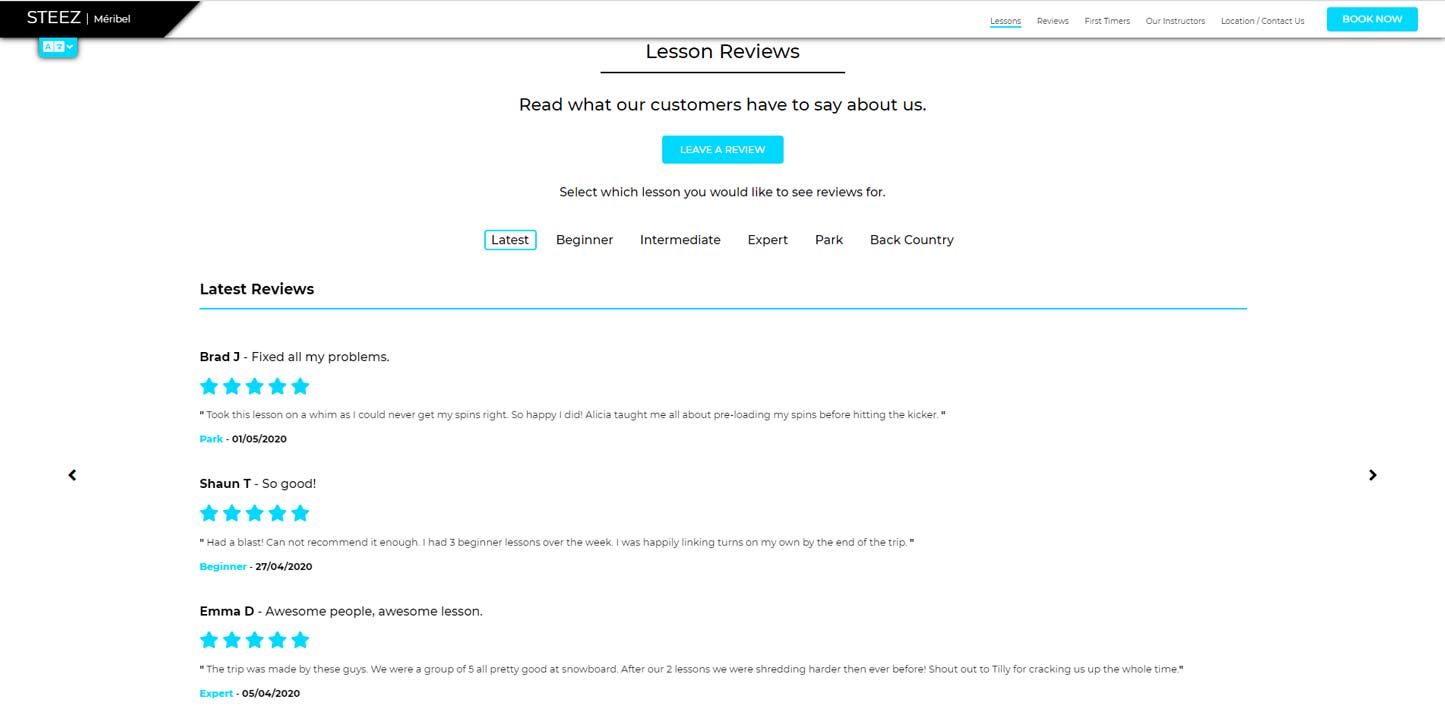 STEEZ | Méribel
Lessons Reviews First Timers Our Instructors Location / Contact Us BOOK NOW
A
Lesson Reviews
Read what our customers have to say about us.
LEAVE A REVIEW
Select which lesson you would like to see reviews for.
Latest Beginner Intermediate Expert Park Back Country
Latest Reviews
Brad J - Fixed all my problems.
" Took this lesson on a whim as I could never get my spins right. So happy I did! Alicia taught me all about pre-loading my spins before hitting the kicker. "
Park - 01/05/2020
Shaun T - So good!
" Had a blast! Can not recommend it enough. I had 3 beginner lessons over the week. I was happily linking turns on my own by the end of the trip. "
Beginner - 27/04/2020
Emma D - Awesome people, awesome lesson.
" The trip was made by these guys. We were a group of 5 all pretty good at snowboard. After our 2 lessons we were shredding harder then ever before! Shout out to Tilly for cracking us up the whole time."
Expert - 05/04/2020